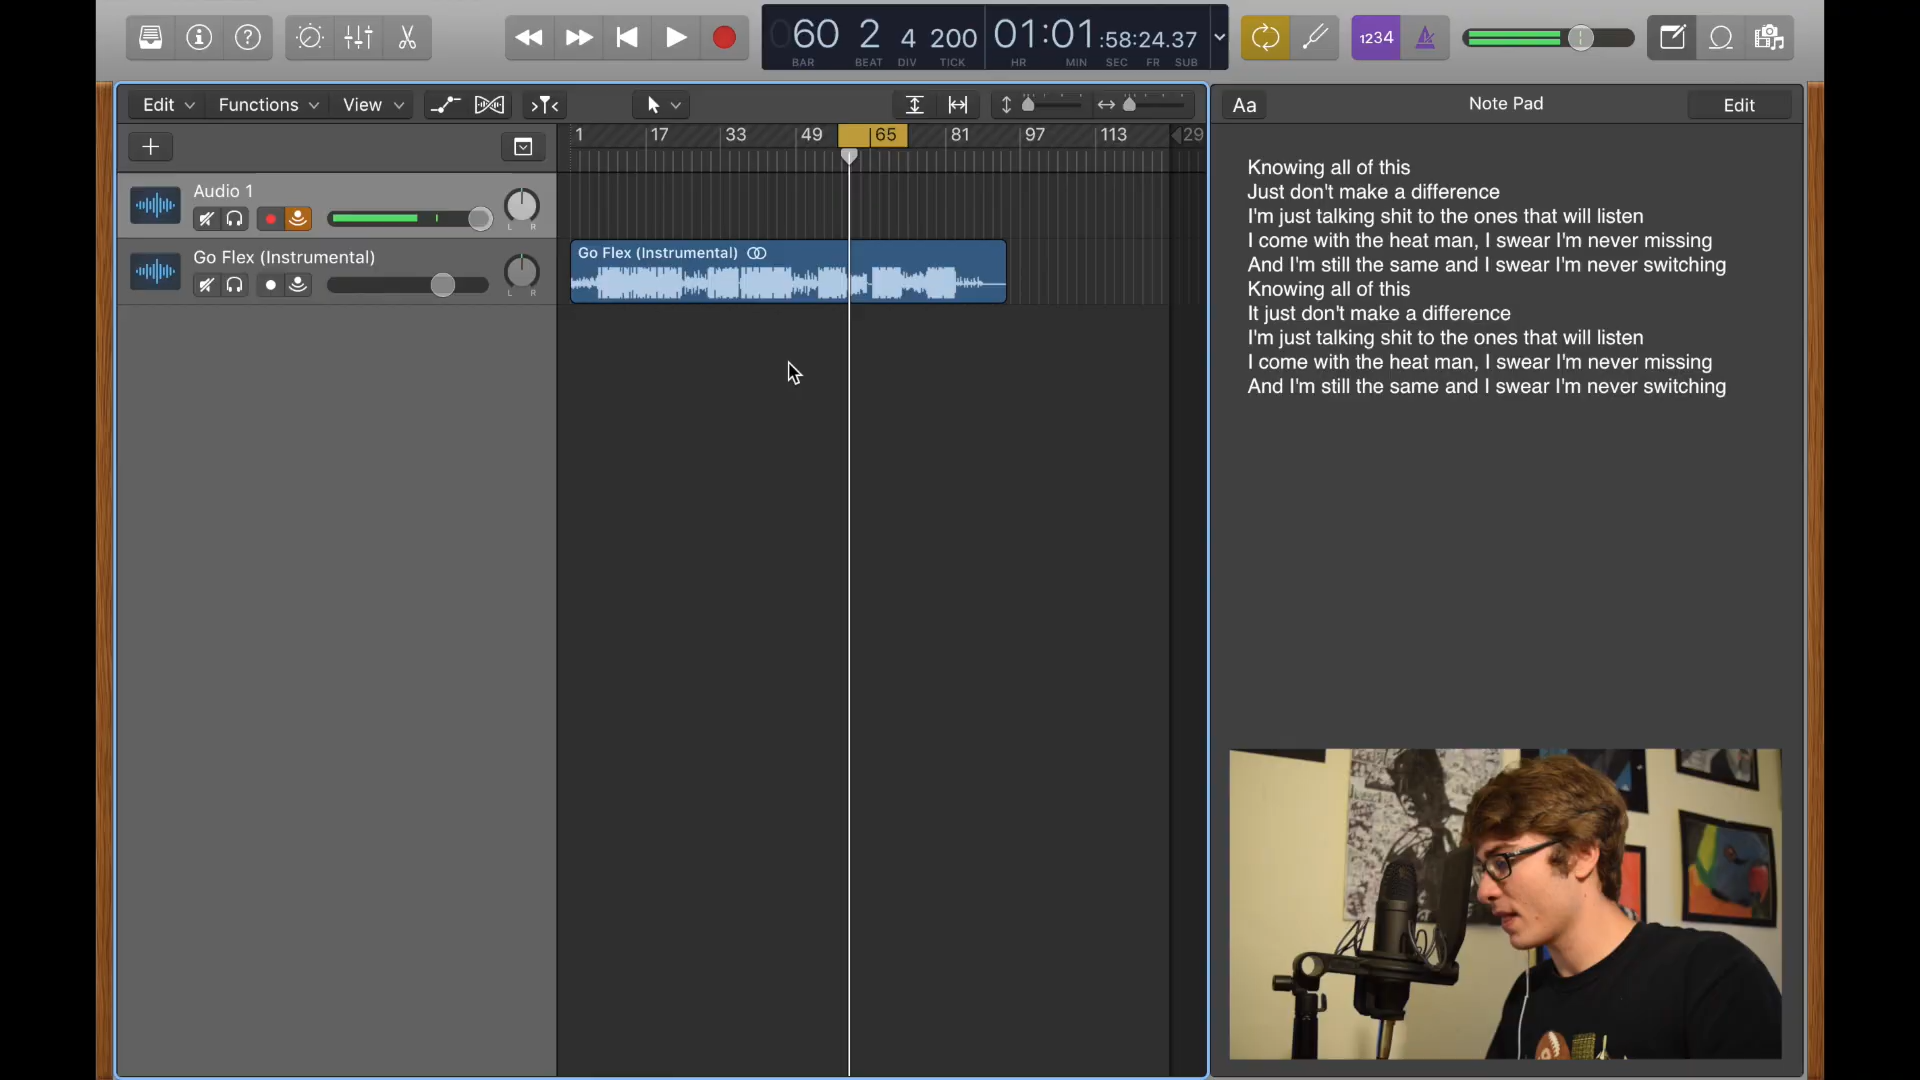 60 2 4 200 01:01 :58:24.37
BAR BEAT DIV TICK HR MIN SEC FR SUB
1234
Edit Functions View
Aa Note Pad Edit
1 17 33 49 65 81 97 113 29
Audio 1
L R
Go Flex (Instrumental)
L R
Go Flex (Instrumental)
Knowing all of this
Just don't make a difference
I'm just talking shit to the ones that will listen
I come with the heat man, I swear I'm never missing
And I'm still the same and I swear I'm never switching
Knowing all of this
It just don't make a difference
I'm just talking shit to the ones that will listen
I come with the heat man, I swear I'm never missing
And I'm still the same and I swear I'm never switching